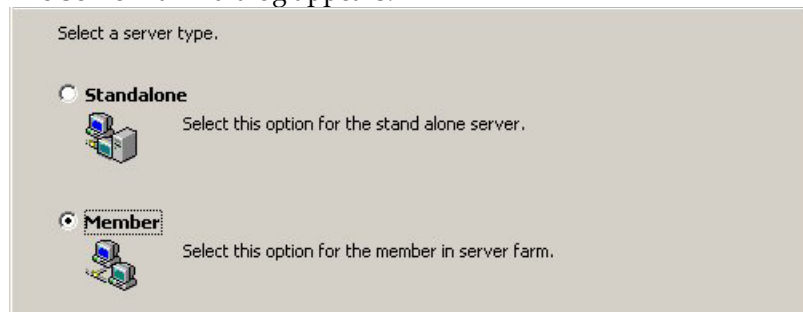 Select a server type.
Standalone
Select this option for the stand alone server.
Member
Select this option for the member in server farm.